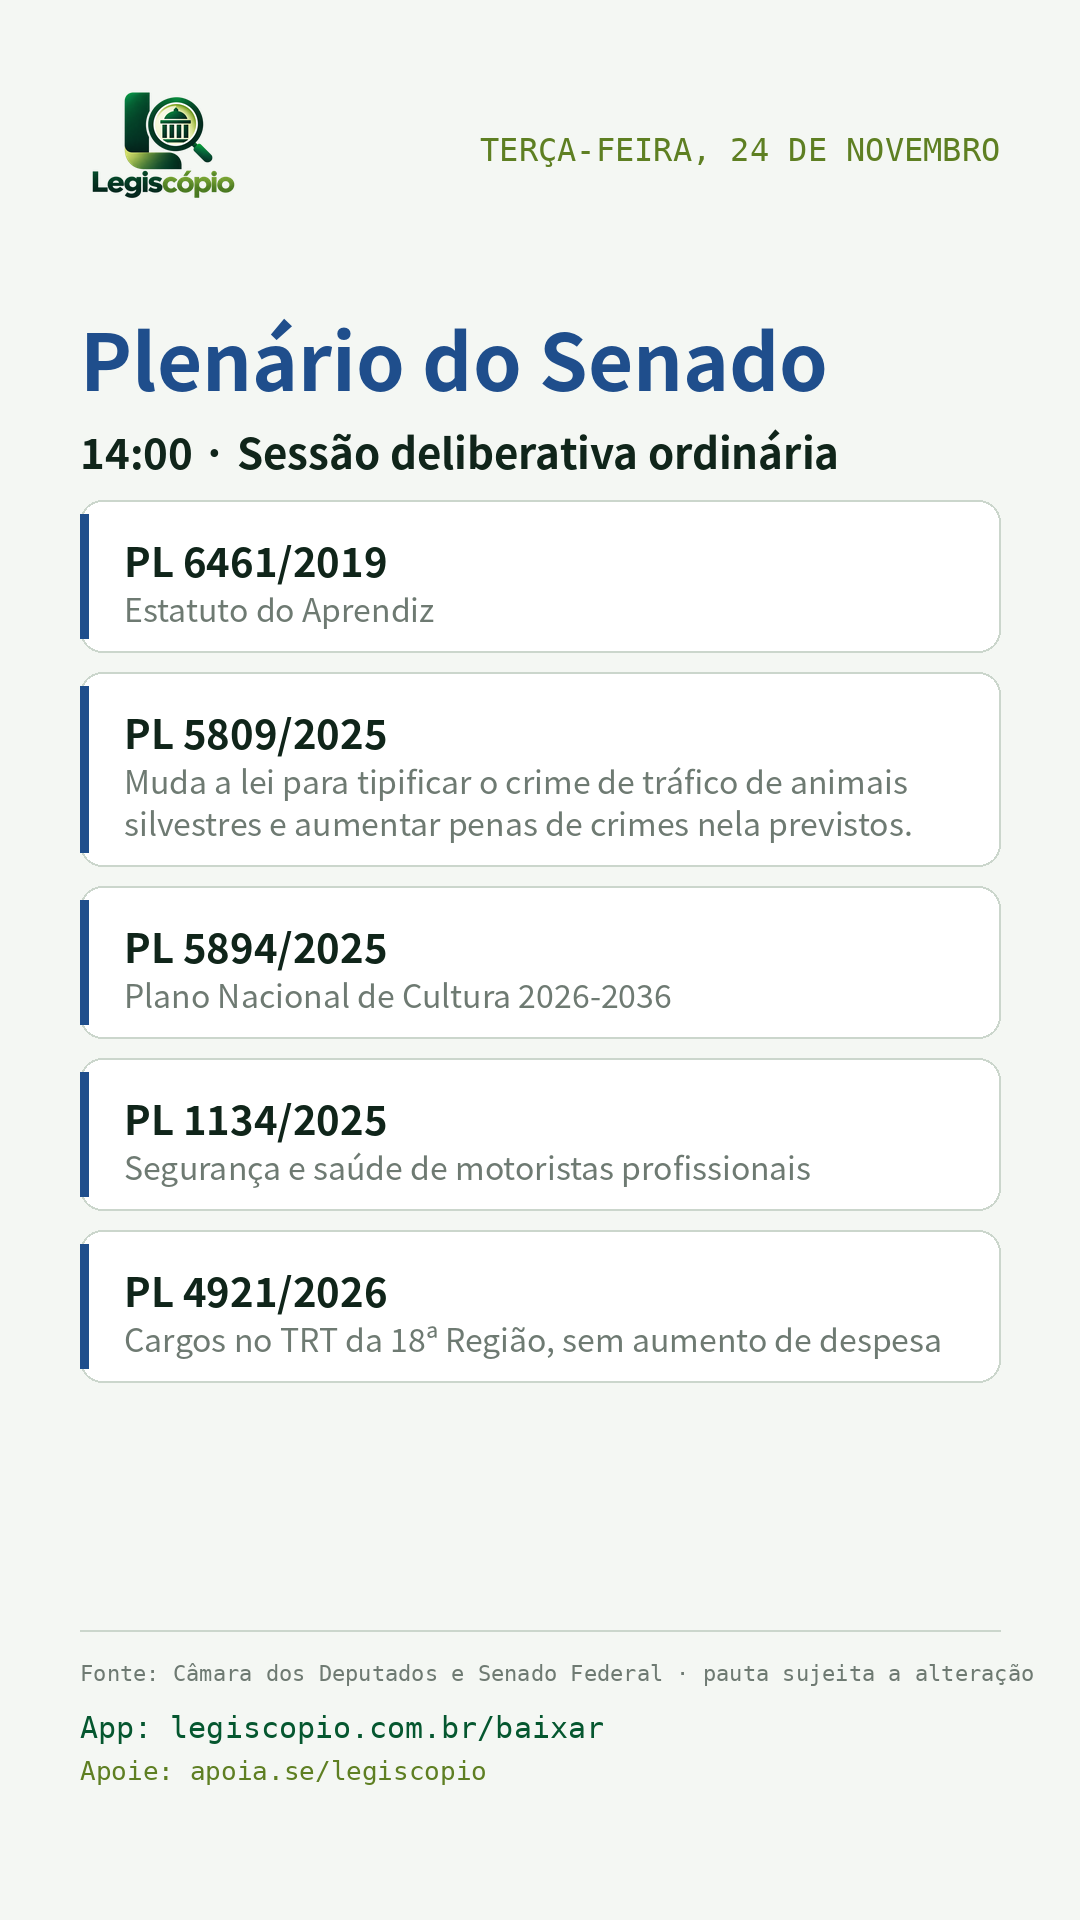 Legiscópio
TERÇA-FEIRA, 24 DE NOVEMBRO
Plenário do Senado
14:00 · Sessão deliberativa ordinária
PL 6461/2019
Estatuto do Aprendiz
PL 5809/2025
Muda a lei para tipificar o crime de tráfico de animais
silvestres e aumentar penas de crimes nela previstos.
PL 5894/2025
Plano Nacional de Cultura 2026-2036
PL 1134/2025
Segurança e saúde de motoristas profissionais
PL 4921/2026
Cargos no TRT da 18ª Região, sem aumento de despesa
Fonte: Câmara dos Deputados e Senado Federal · pauta sujeita a alteração
App: legiscopio.com.br/baixar
Apoie: apoia.se/legiscopio